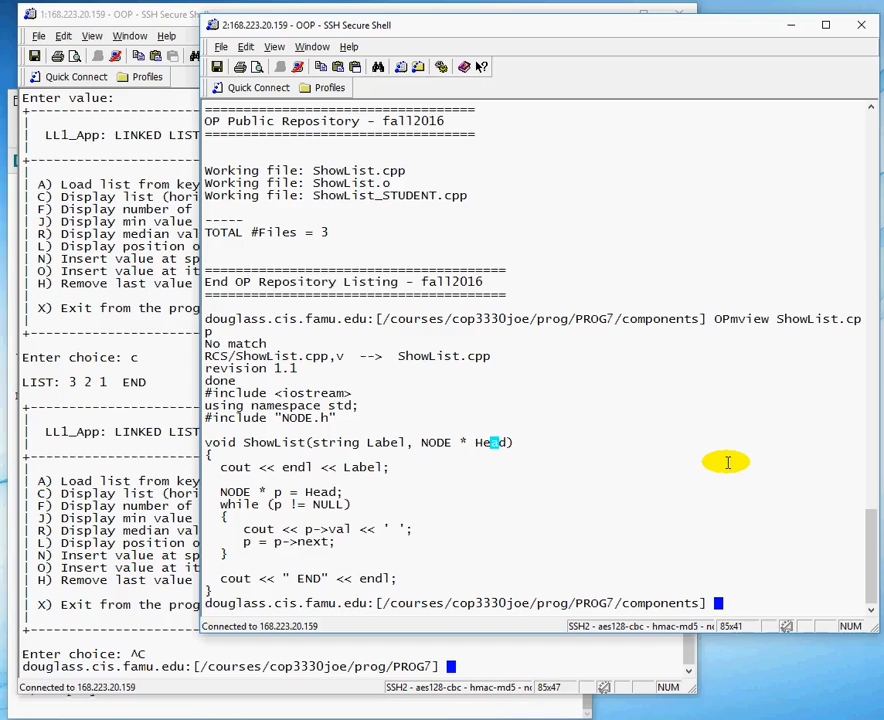 1:168.223.20.159 - OOP - SSH Secure Shell
File Edit View Window Help
Quick Connect Profiles
Enter value:
+-------------------
|
| LL1_App: LINKED LIST
|
+-------------------
|
| A) Load list from key
| C) Display list (hori
| F) Display number of
| J) Display min value
| R) Display median val
| L) Display position o
| N) Insert value at sp
| O) Insert value at it
| H) Remove last value
|
| X) Exit from the prog
|
+-------------------
Enter choice: c
LIST: 3 2 1 END
+-------------------
|
| LL1_App: LINKED LIST
|
+-------------------
|
| A) Load list from key
| C) Display list (hori
| F) Display number of
| J) Display min value
| R) Display median val
| L) Display position o
| N) Insert value at sp
| O) Insert value at it
| H) Remove last value
|
| X) Exit from the prog
|
+-------------------
Enter choice: ^C
douglass.cis.famu.edu:[/courses/cop3330joe/prog/PROG7]
Connected to 168.223.20.159
SSH2 - aes128-cbc - hmac-md5 - nc 85x47 NUM
2:168.223.20.159 - OOP - SSH Secure Shell
File Edit View Window Help
Quick Connect Profiles
===================================
OP Public Repository - fall2016
===================================
Working file: ShowList.cpp
Working file: ShowList.o
Working file: ShowList_STUDENT.cpp
-----
TOTAL #Files = 3
=======================================
End OP Repository Listing - fall2016
=======================================
douglass.cis.famu.edu:[/courses/cop3330joe/prog/PROG7/components] OPmview ShowList.cp
p
No match
RCS/ShowList.cpp,v --> ShowList.cpp
revision 1.1
done
#include <iostream>
using namespace std;
#include "NODE.h"
void ShowList(string Label, NODE * Head)
{
cout << endl << Label;
NODE * p = Head;
while (p != NULL)
{
cout << p->val << ' ';
p = p->next;
}
cout << " END" << endl;
}
douglass.cis.famu.edu:[/courses/cop3330joe/prog/PROG7/components]
Connected to 168.223.20.159
SSH2 - aes128-cbc - hmac-md5 - nc 85x41 NUM